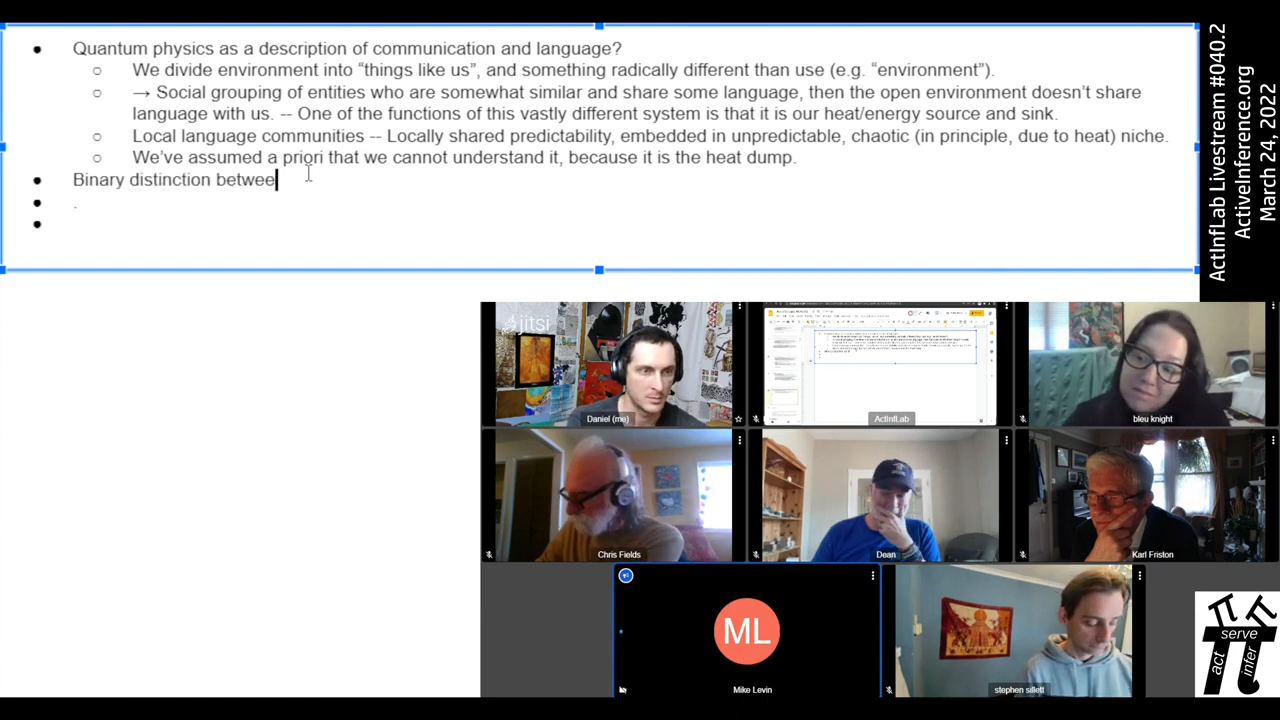 Quantum physics as a description of communication and language?
We divide environment into “things like us”, and something radically different than use (e.g. “environment”).
→ Social grouping of entities who are somewhat similar and share some language, then the open environment doesn’t share
language with us. -- One of the functions of this vastly different system is that it is our heat/energy source and sink.
Local language communities -- Locally shared predictability, embedded in unpredictable, chaotic (in principle, due to heat) niche.
We’ve assumed a priori that we cannot understand it, because it is the heat dump.
Binary distinction betwee
.
ActInfLab Livestream #040.2
ActiveInference.org
March 24, 2022
jitsi
Daniel (me)
ActInfLab
bleu knight
Chris Fields
Dean
Karl Friston
ML
Mike Levin
stephen sillett
act
serve
infer